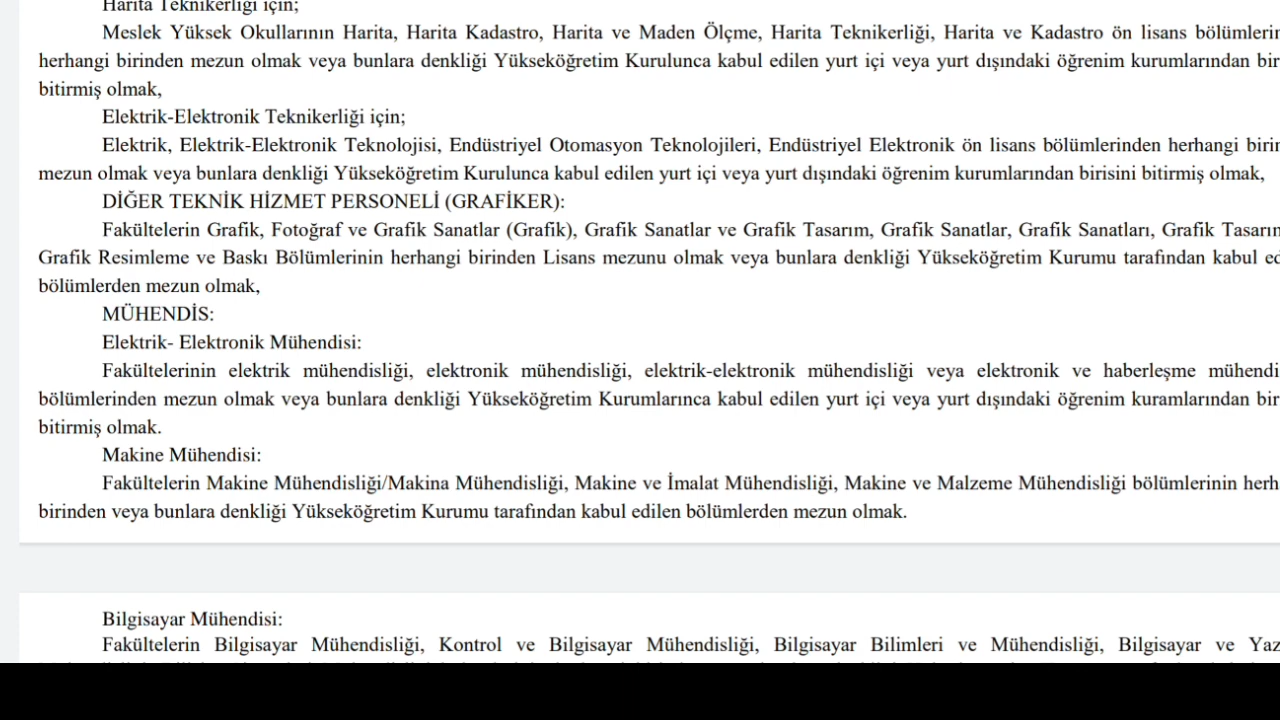 Harita Teknikerliği için;
Meslek Yüksek Okullarının Harita, Harita Kadastro, Harita ve Maden Ölçme, Harita Teknikerliği, Harita ve Kadastro ön lisans
herhangi birinden mezun olmak veya bunlara denkliği Yükseköğretim Kurulunca kabul edilen yurt içi veya yurt dışındaki öğrenim kurumlarından
bitirmiş olmak,
Elektrik-Elektronik Teknikerliği için;
Elektrik, Elektrik-Elektronik Teknolojisi, Endüstriyel Otomasyon Teknolojileri, Endüstriyel Elektronik ön lisans bölümlerinden herhangi
mezun olmak veya bunlara denkliği Yükseköğretim Kurulunca kabul edilen yurt içi veya yurt dışındaki öğrenim kurumlarından birisini bitirmiş olmak,
DİĞER TEKNİK HİZMET PERSONELİ (GRAFİKER):
Fakültelerin Grafik, Fotoğraf ve Grafik Sanatlar (Grafik), Grafik Sanatlar ve Grafik Tasarım, Grafik Sanatlar, Grafik Sanatları, Grafik
Grafik Resimleme ve Baskı Bölümlerinin herhangi birinden Lisans mezunu olmak veya bunlara denkliği Yükseköğretim Kurumu tarafından kabul
bölümlerden mezun olmak,
MÜHENDİS:
Elektrik- Elektronik Mühendisi:
Fakültelerinin elektrik mühendisliği, elektronik mühendisliği, elektrik-elektronik mühendisliği veya elektronik ve haberleşme
bölümlerinden mezun olmak veya bunlara denkliği Yükseköğretim Kurumlarınca kabul edilen yurt içi veya yurt dışındaki öğrenim kuramlarından
bitirmiş olmak.
Makine Mühendisi:
Fakültelerin Makine Mühendisliği/Makina Mühendisliği, Makine ve İmalat Mühendisliği, Makine ve Malzeme Mühendisliği bölümlerinin
birinden veya bunlara denkliği Yükseköğretim Kurumu tarafından kabul edilen bölümlerden mezun olmak.
Bilgisayar Mühendisi:
Fakültelerin Bilgisayar Mühendisliği, Kontrol ve Bilgisayar Mühendisliği, Bilgisayar Bilimleri ve Mühendisliği, Bilgisayar ve